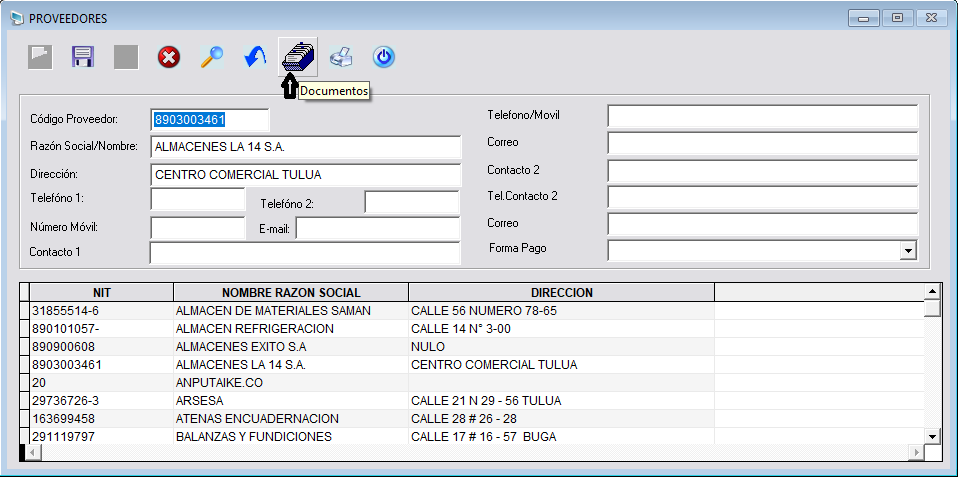 PROVEEDORES
Documentos
Código Proveedor: 8903003461
Razón Social/Nombre: ALMACENES LA 14 S.A.
Dirección: CENTRO COMERCIAL TULUA
Telefóno 1: Telefóno 2:
Número Móvil: E-mail:
Contacto 1
Telefono/Movil
Correo
Contacto 2
Tel.Contacto 2
Correo
Forma Pago
NIT NOMBRE RAZON SOCIAL DIRECCION
31855514-6 ALMACEN DE MATERIALES SAMAN CALLE 56 NUMERO 78-65
890101057- ALMACEN REFRIGERACION CALLE 14 N° 3-00
890900608 ALMACENES EXITO S.A NULO
8903003461 ALMACENES LA 14 S.A. CENTRO COMERCIAL TULUA
20 ANPUTAIKE.CO
29736726-3 ARSESA CALLE 21 N 29 - 56 TULUA
163699458 ATENAS ENCUADERNACION CALLE 28 # 26 - 28
291119797 BALANZAS Y FUNDICIONES CALLE 17 # 16 - 57 BUGA